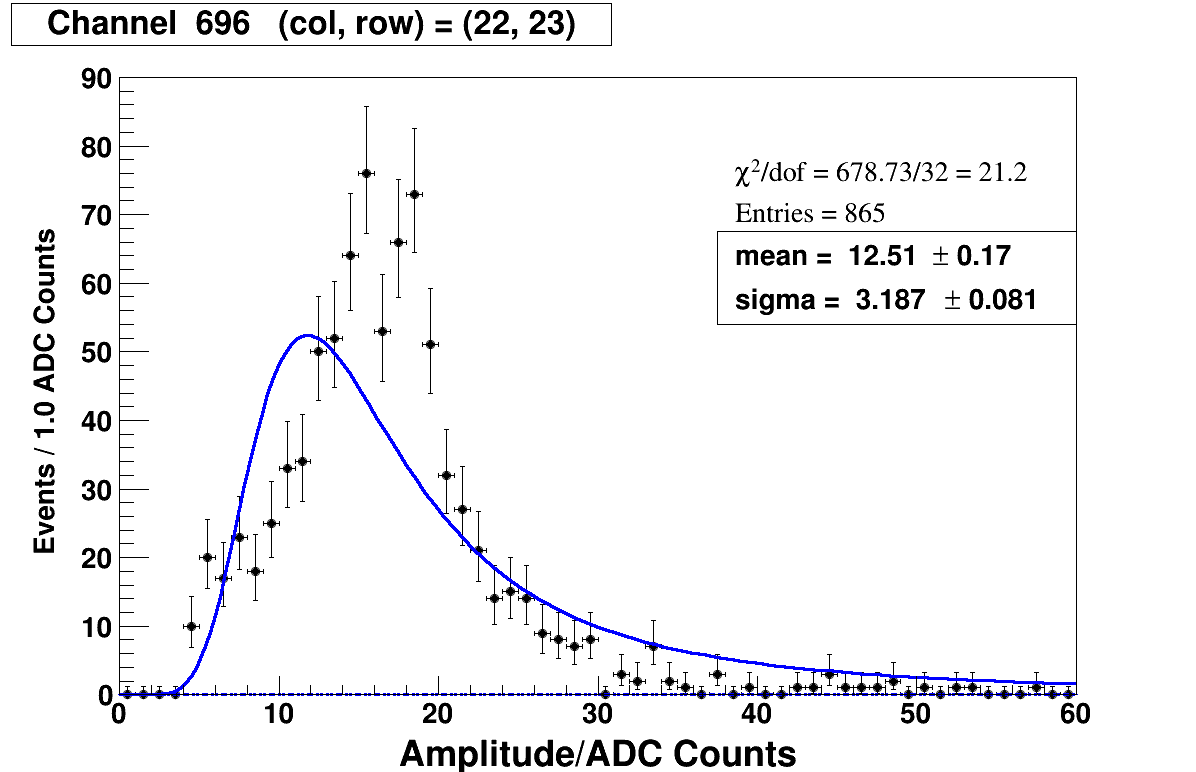 Channel 696 (col, row) = (22, 23)
χ²/dof = 678.73/32 = 21.2
Entries = 865
mean = 12.51 ± 0.17
sigma = 3.187 ± 0.081
Events / 1.0 ADC Counts
90
80
70
60
50
40
30
20
10
0
0 10 20 30 40 50 60
Amplitude/ADC Counts